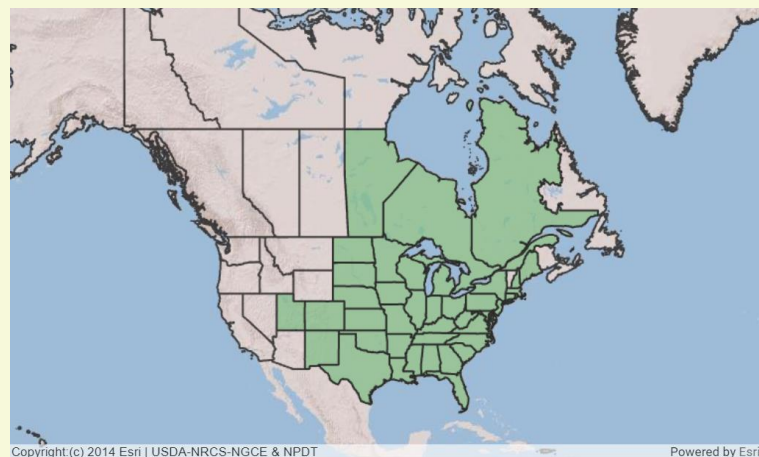 Copyright:(c) 2014 Esri | USDA-NRCS-NGCE & NPDT
Powered by Esri